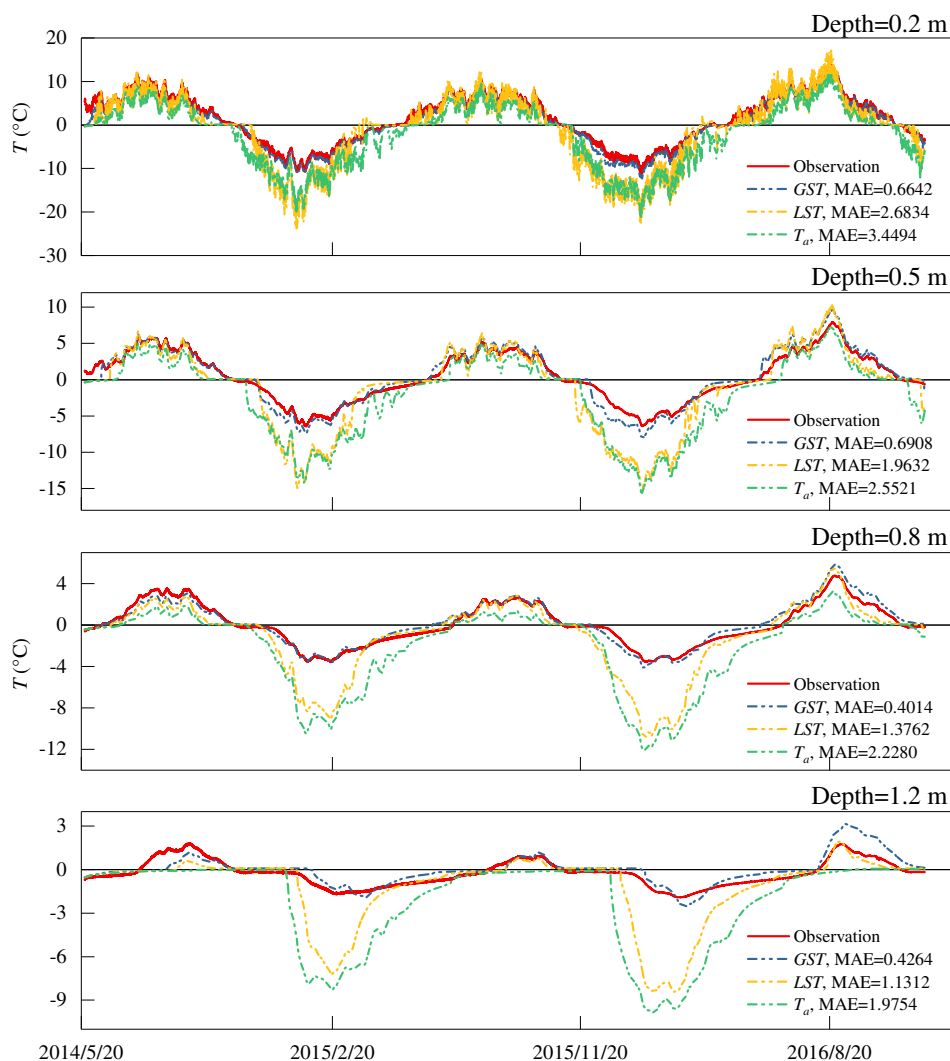 Depth=0.2 m
20
10
0
-10
-20
-30
T (°C)
Observation
GST, MAE=0.6642
LST, MAE=2.6834
Ta, MAE=3.4494
Depth=0.5 m
10
5
0
-5
-10
-15
Observation
GST, MAE=0.6908
LST, MAE=1.9632
Ta, MAE=2.5521
Depth=0.8 m
4
0
-4
-8
-12
T (°C)
Observation
GST, MAE=0.4014
LST, MAE=1.3762
Ta, MAE=2.2280
Depth=1.2 m
3
0
-3
-6
-9
Observation
GST, MAE=0.4264
LST, MAE=1.1312
Ta, MAE=1.9754
2014/5/20 2015/2/20 2015/11/20 2016/8/20